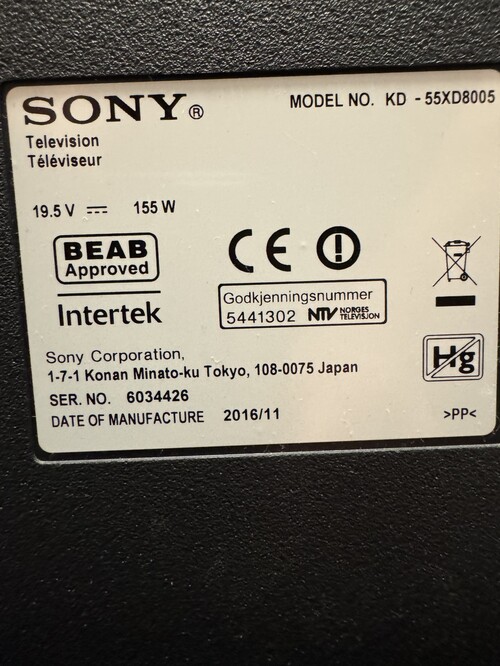 SONY®
MODEL NO. KD - 55XD8005
Television
Téléviseur
19.5 V ⎓ 155 W
BEAB
Approved
Intertek
CE
Godkjenningsnummer
5441302 NTV NORGES TELEVISJON
Hg
Sony Corporation,
1-7-1 Konan Minato-ku Tokyo, 108-0075 Japan
SER. NO. 6034426
DATE OF MANUFACTURE 2016/11
>PP<